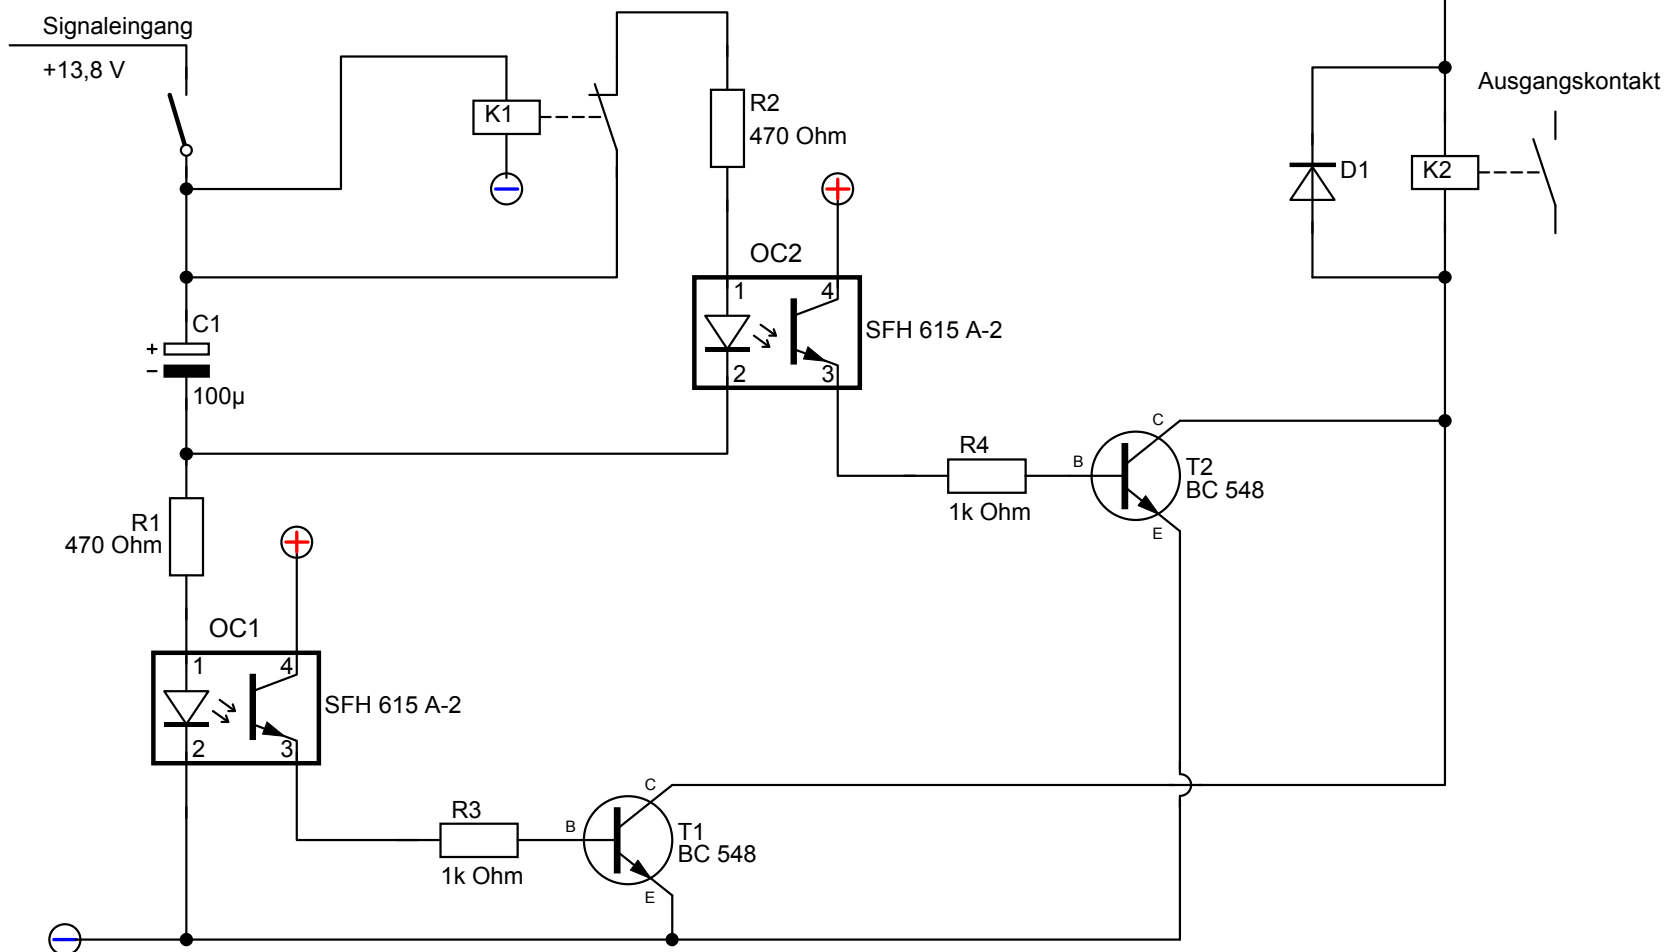 Signaleingang
+13,8 V
K1
R2
470 Ohm
Ausgangskontakt
D1
K2
OC2
1
4
SFH 615 A-2
2
3
C1
+
–
100µ
R4
1k Ohm
B
C
T2
BC 548
E
R1
470 Ohm
OC1
1
4
SFH 615 A-2
2
3
R3
1k Ohm
B
C
T1
BC 548
E